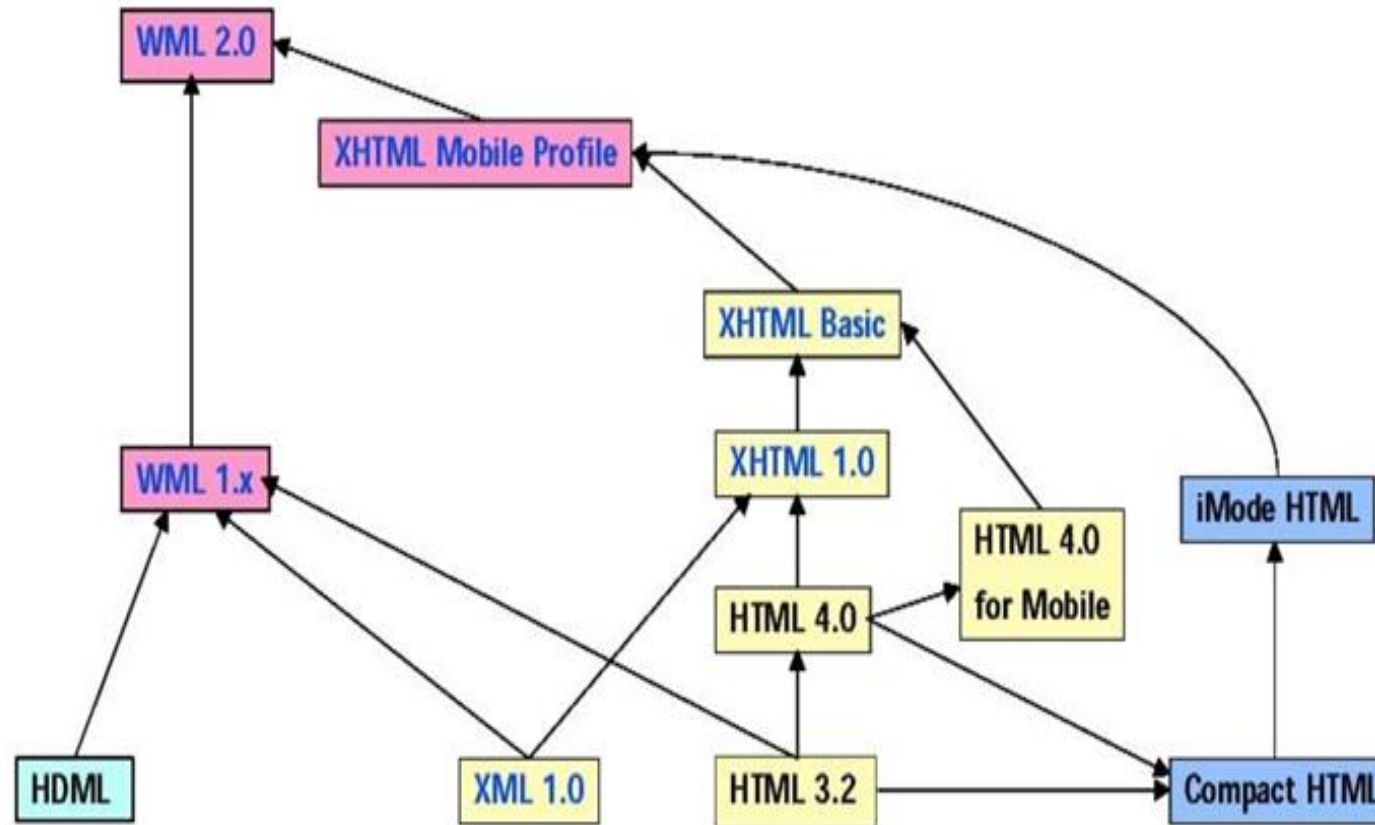 WML 2.0
XHTML Mobile Profile
XHTML Basic
XHTML 1.0
WML 1.x
iMode HTML
HTML 4.0
for Mobile
HTML 4.0
HDML
XML 1.0
HTML 3.2
Compact HTML